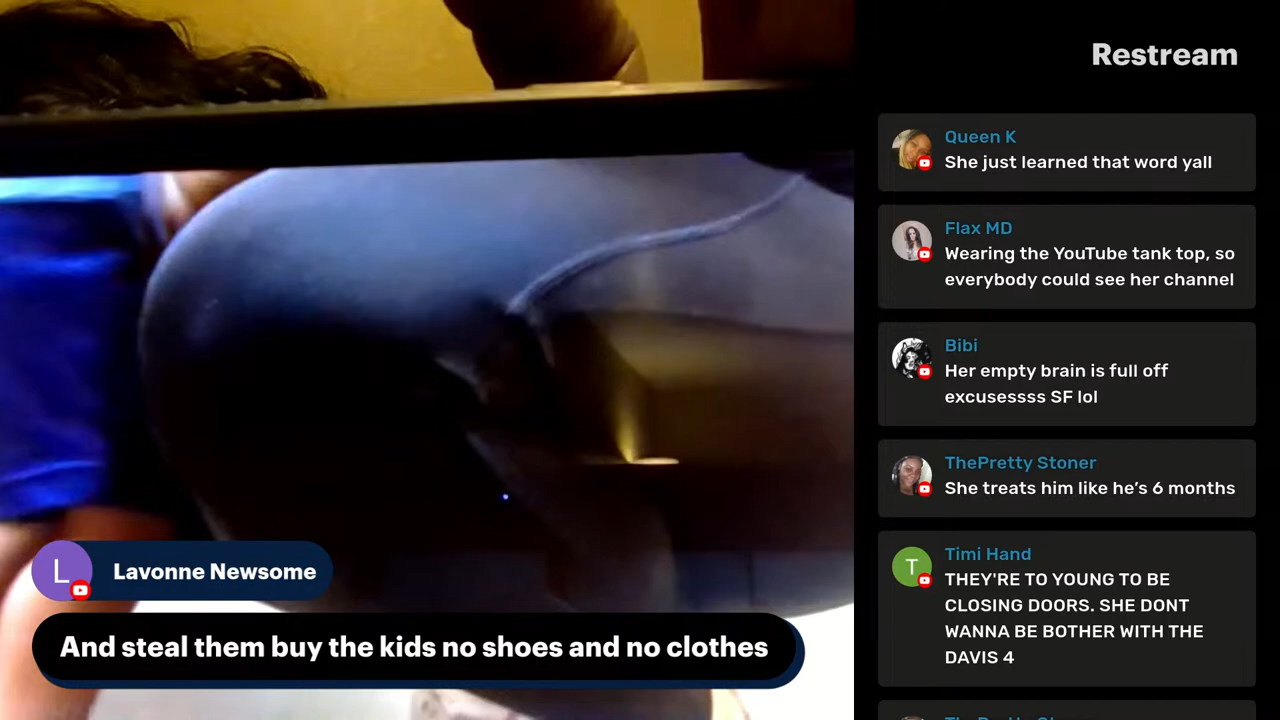 Restream
Queen K
She just learned that word yall
Flax MD
Wearing the YouTube tank top, so
everybody could see her channel
Bibi
Her empty brain is full off
excusessss SF lol
ThePretty Stoner
She treats him like he's 6 months
Timi Hand
THEY'RE TO YOUNG TO BE
CLOSING DOORS. SHE DONT
WANNA BE BOTHER WITH THE
DAVIS 4
L
Lavonne Newsome
And steal them buy the kids no shoes and no clothes
T